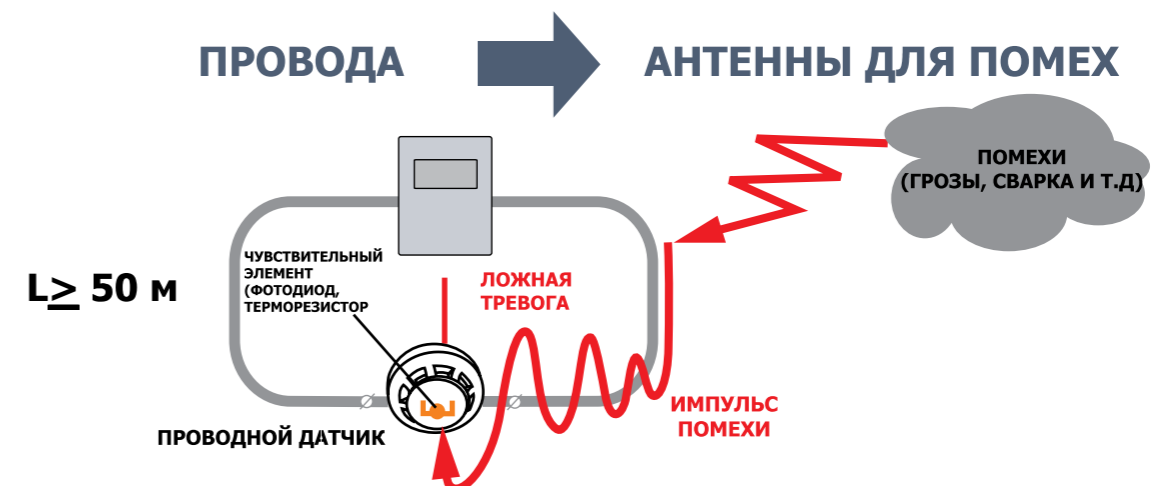 ПРОВОДА
АНТЕННЫ ДЛЯ ПОМЕХ
ПОМЕХИ
(ГРОЗЫ, СВАРКА И Т.Д)
ЧУВСТВИТЕЛЬНЫЙ
ЭЛЕМЕНТ
(ФОТОДИОД,
ТЕРМОРЕЗИСТОР
ЛОЖНАЯ
ТРЕВОГА
L≥ 50 м
ИМПУЛЬС
ПОМЕХИ
ПРОВОДНОЙ ДАТЧИК